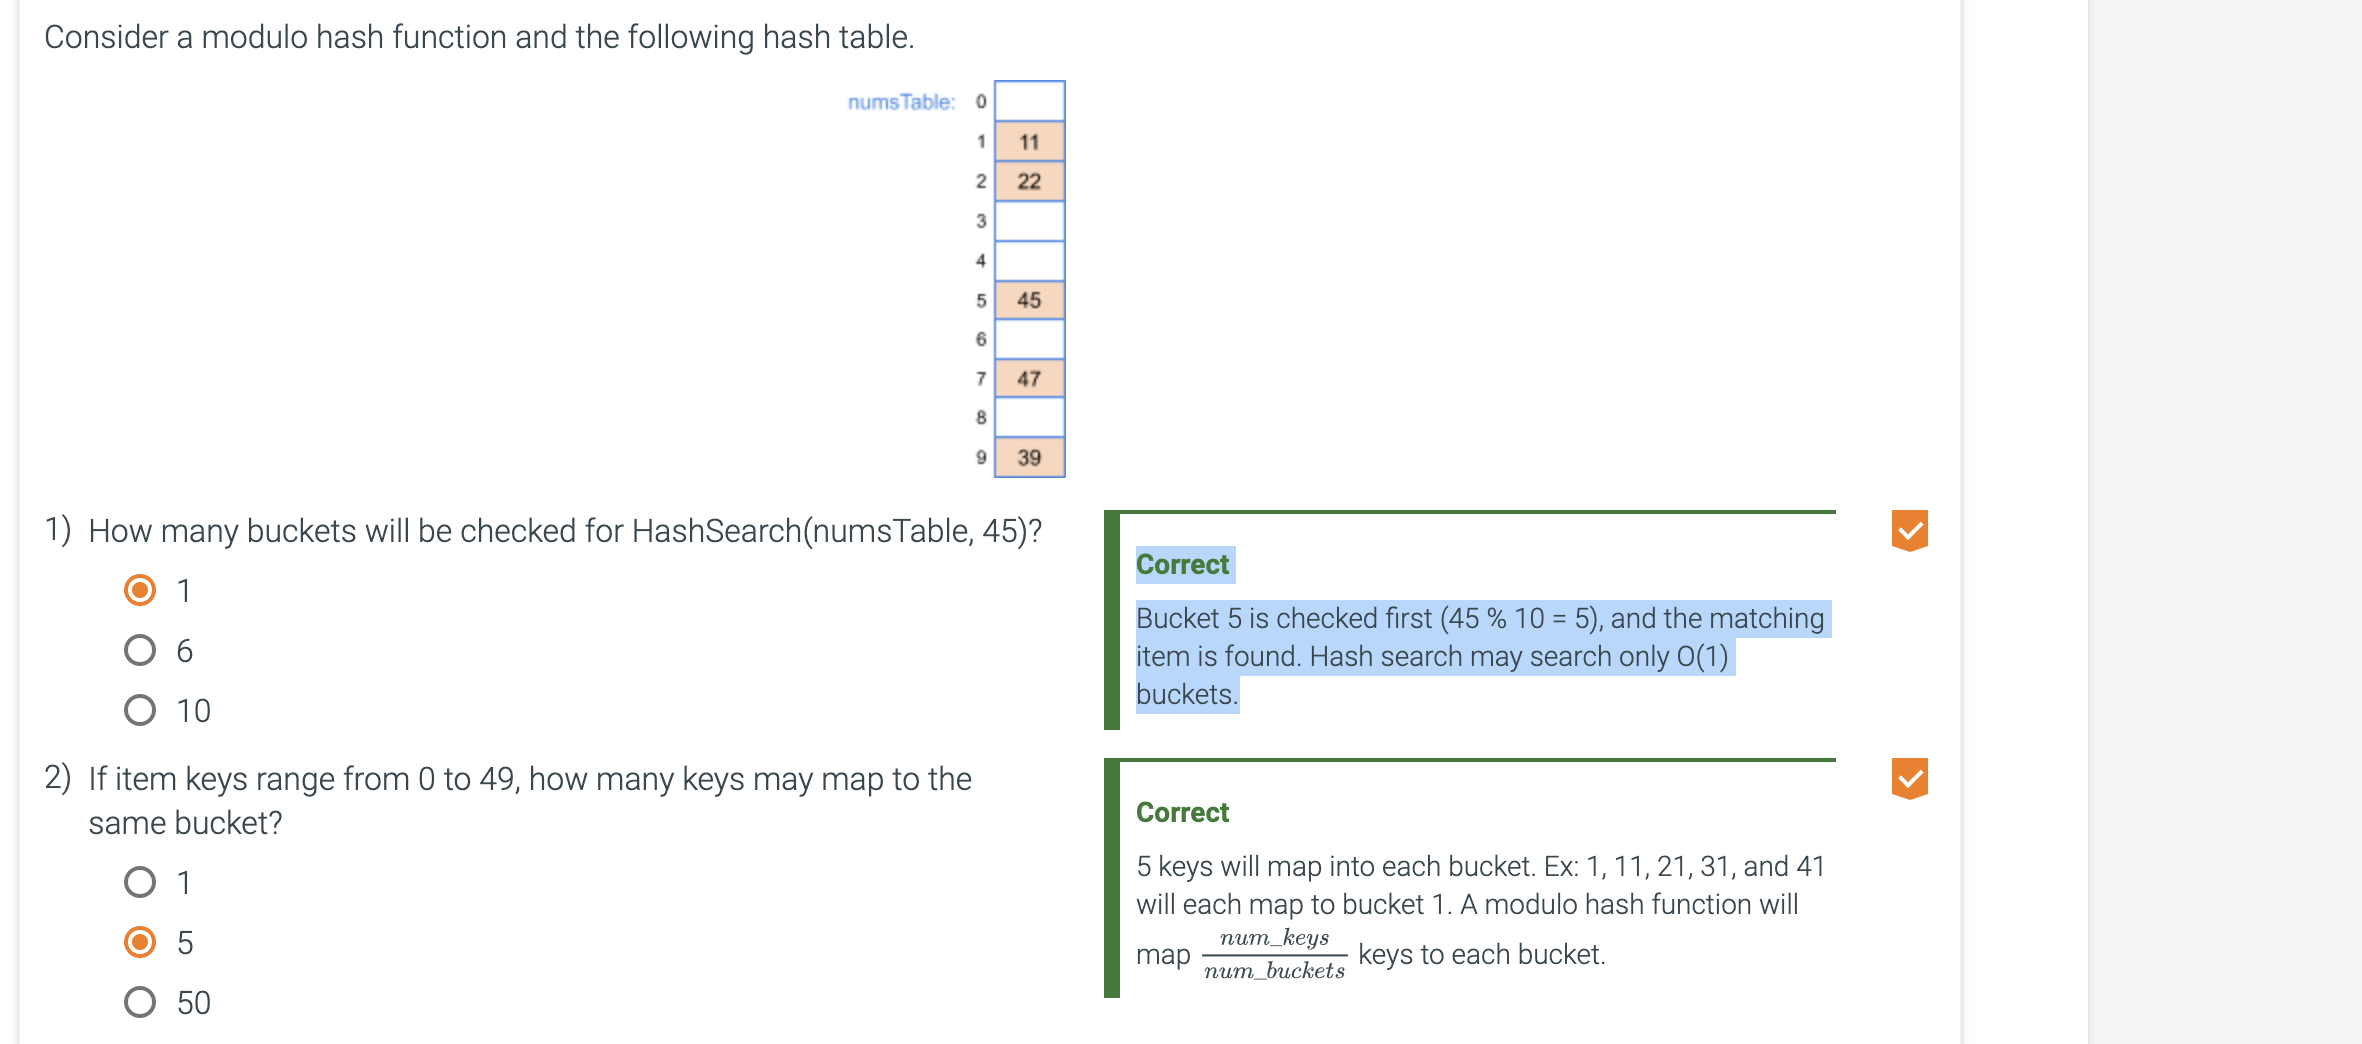 Consider a modulo hash function and the following hash table.
numsTable: 0
1 11
2 22
3
4
5 45
6
7 47
8
9 39
1) How many buckets will be checked for HashSearch(numsTable, 45)?
1
6
10
Correct
Bucket 5 is checked first (45 % 10 = 5), and the matching
item is found. Hash search may search only O(1)
buckets.
2) If item keys range from 0 to 49, how many keys may map to the
same bucket?
1
5
50
Correct
5 keys will map into each bucket. Ex: 1, 11, 21, 31, and 41
will each map to bucket 1. A modulo hash function will
map num_keys/num_buckets keys to each bucket.